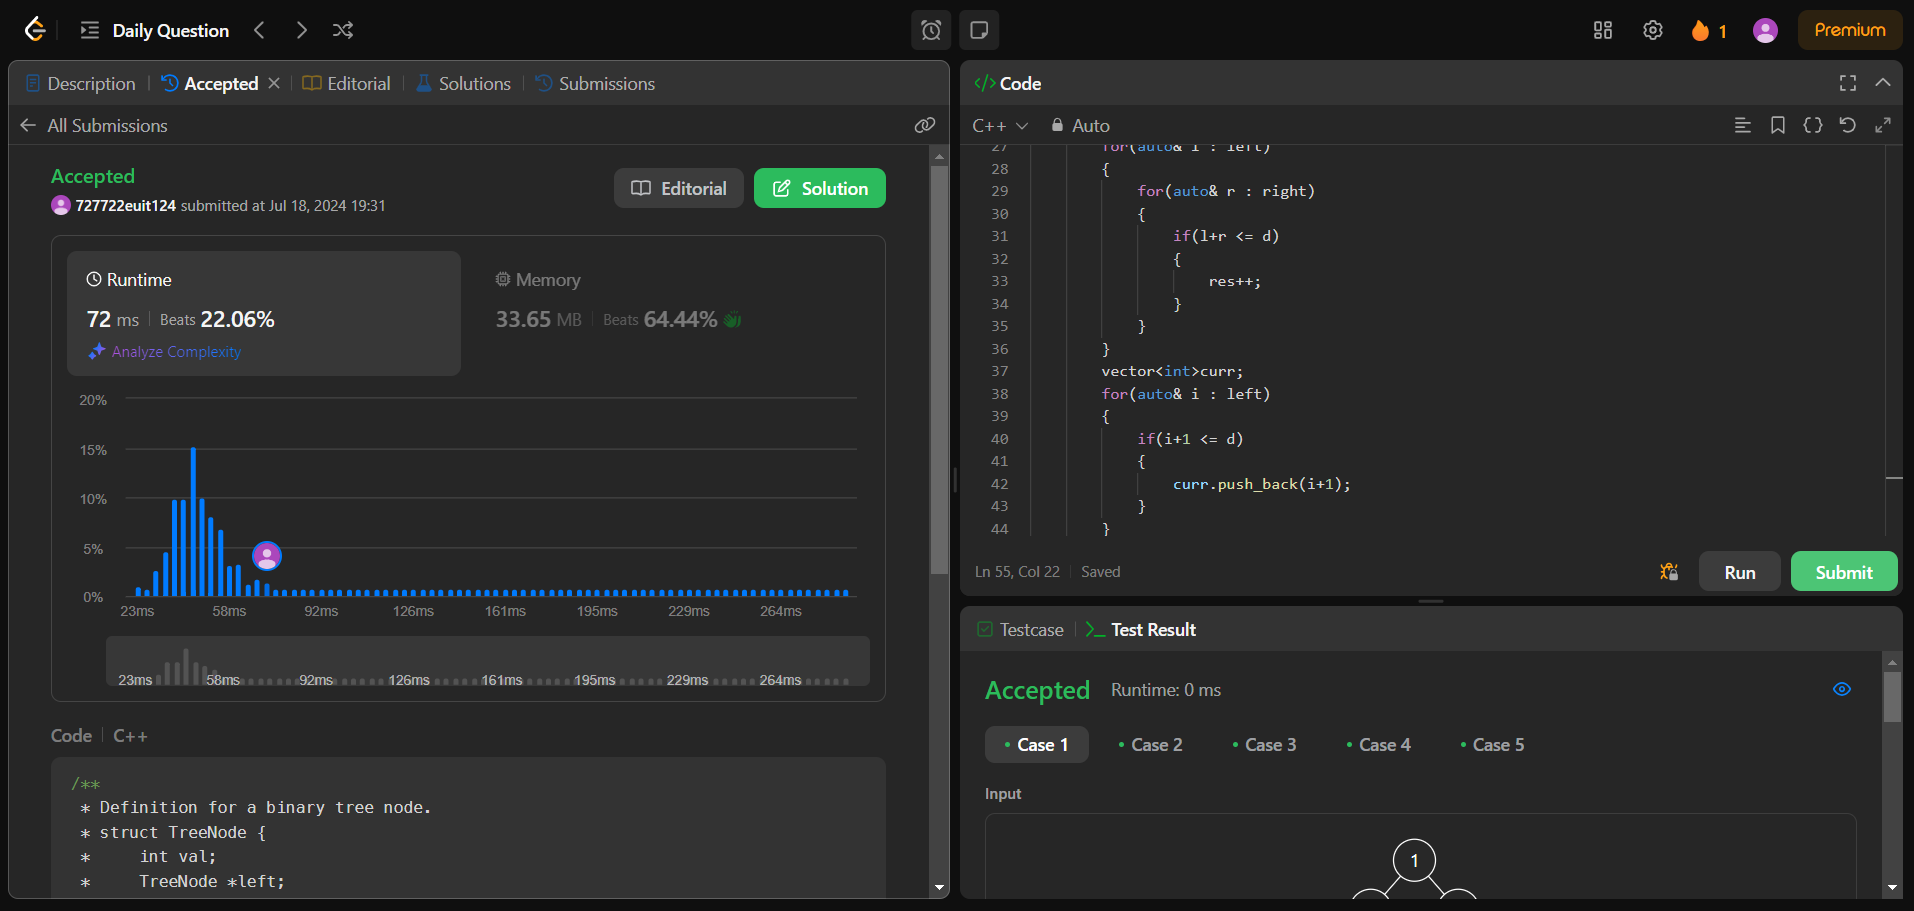 Daily Question
1
Premium
Description
Accepted
Editorial
Solutions
Submissions
All Submissions
Accepted
727722euit124 submitted at Jul 18, 2024 19:31
Editorial
Solution
Runtime
72 ms
Beats 22.06%
Analyze Complexity
Memory
33.65 MB
Beats 64.44%
20%
15%
10%
5%
0%
23ms 58ms 92ms 126ms 161ms 195ms 229ms 264ms
23ms 58ms 92ms 126ms 161ms 195ms 229ms 264ms
Code
C++
/**
* Definition for a binary tree node.
* struct TreeNode {
*     int val;
*     TreeNode *left;
</> Code
C++
Auto
27 for(auto& i : left)
28 {
29 for(auto& r : right)
30 {
31 if(l+r <= d)
32 {
33 res++;
34 }
35 }
36 }
37 vector<int>curr;
38 for(auto& i : left)
39 {
40 if(i+1 <= d)
41 {
42 curr.push_back(i+1);
43 }
44 }
Ln 55, Col 22
Saved
Run
Submit
Testcase
Test Result
Accepted
Runtime: 0 ms
Case 1
Case 2
Case 3
Case 4
Case 5
Input
1